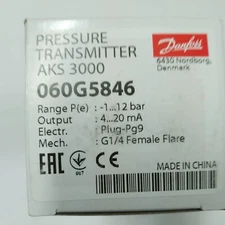 PRESSURE
TRANSMITTER
AKS 3000
Danfoss
6430 Nordborg,
Denmark
060G5846
Range P(e) : -1...12 bar
Output : 4...20 mA
Electr. : Plug-Pg9
Mech. : G1/4 Female Flare
EAC
MADE IN CHINA